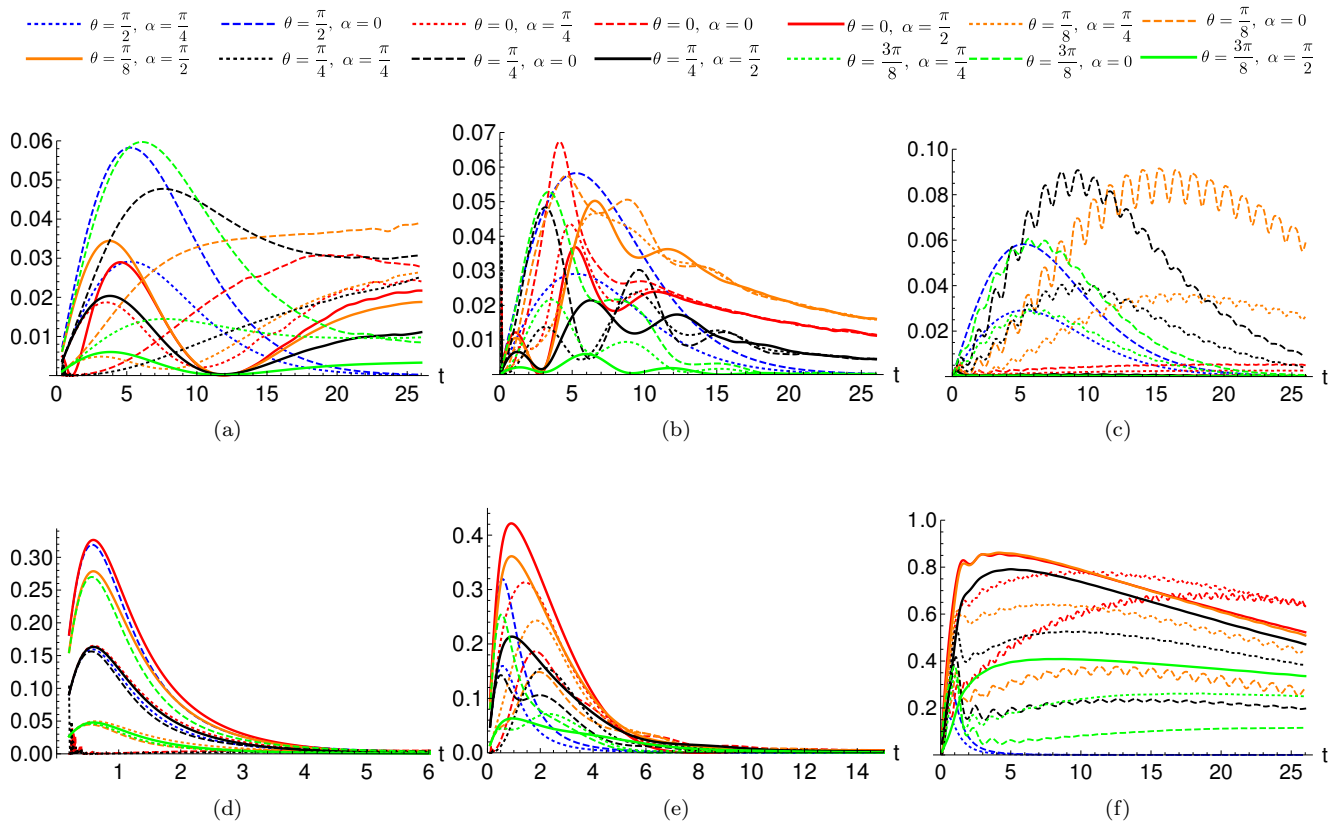 θ = π/2, α = π/4 θ = π/2, α = 0 θ = 0, α = π/4 θ = 0, α = 0 θ = 0, α = π/2 θ = π/8, α = π/4 θ = π/8, α = 0
θ = π/8, α = π/2 θ = π/4, α = π/4 θ = π/4, α = 0 θ = π/4, α = π/2 θ = 3π/8, α = π/4 θ = 3π/8, α = 0 θ = 3π/8, α = π/2
0.06
0.05
0.04
0.03
0.02
0.01
0 5 10 15 20 25 t
(a)
0.07
0.06
0.05
0.04
0.03
0.02
0.01
0 5 10 15 20 25 t
(b)
0.10
0.08
0.06
0.04
0.02
0 5 10 15 20 25 t
(c)
0.30
0.25
0.20
0.15
0.10
0.05
0.00
1 2 3 4 5 6 t
(d)
0.4
0.3
0.2
0.1
0.0
0 2 4 6 8 10 12 14 t
(e)
1.0
0.8
0.6
0.4
0.2
0 5 10 15 20 25 t
(f)